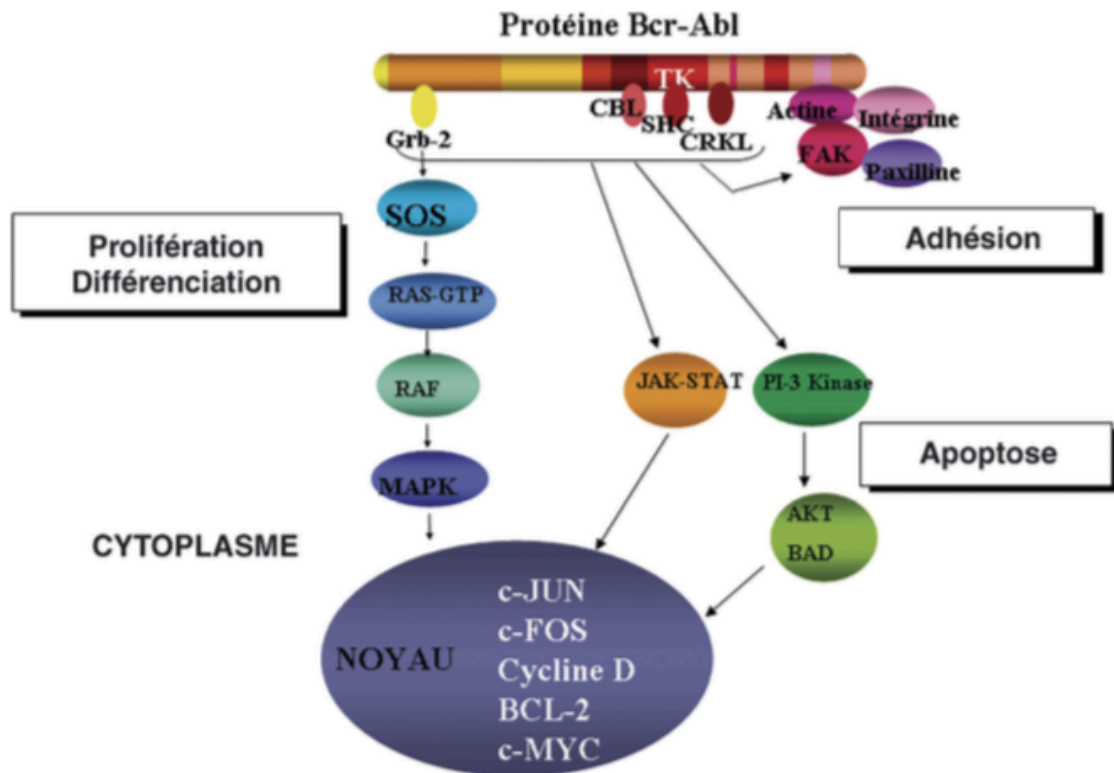 Protéine Bcr-Abl
TK
CBL
SHC
CRKL
Grb-2
Actine
Intégrine
FAK
Paxilline
SOS
Prolifération
Différenciation
Adhésion
RAS-GTP
RAF
JAK-STAT
PI-3 Kinase
Apoptose
MAPK
AKT
BAD
CYTOPLASME
NOYAU
c-JUN
c-FOS
Cycline D
BCL-2
c-MYC